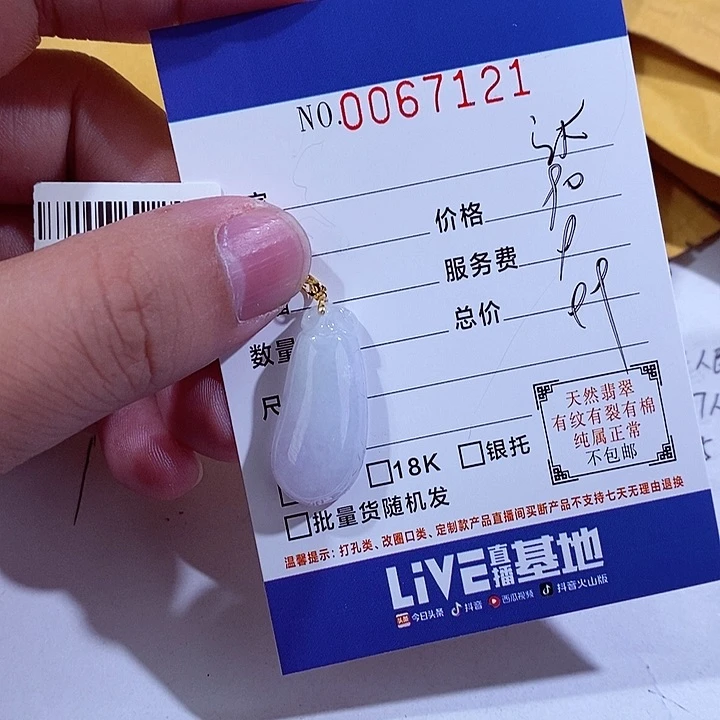 NO.0067121
价格
服务费
总价
数量
尺
天然翡翠
有纹有裂有棉
纯属正常
不包邮
□18K □银托
□批量货随机发
温馨提示：打孔类、改圈口类、定制款产品直播间买断产品不支持七天无理由退换
LiVE直播基地
头条 今日头条 抖音 西瓜视频 抖音火山版